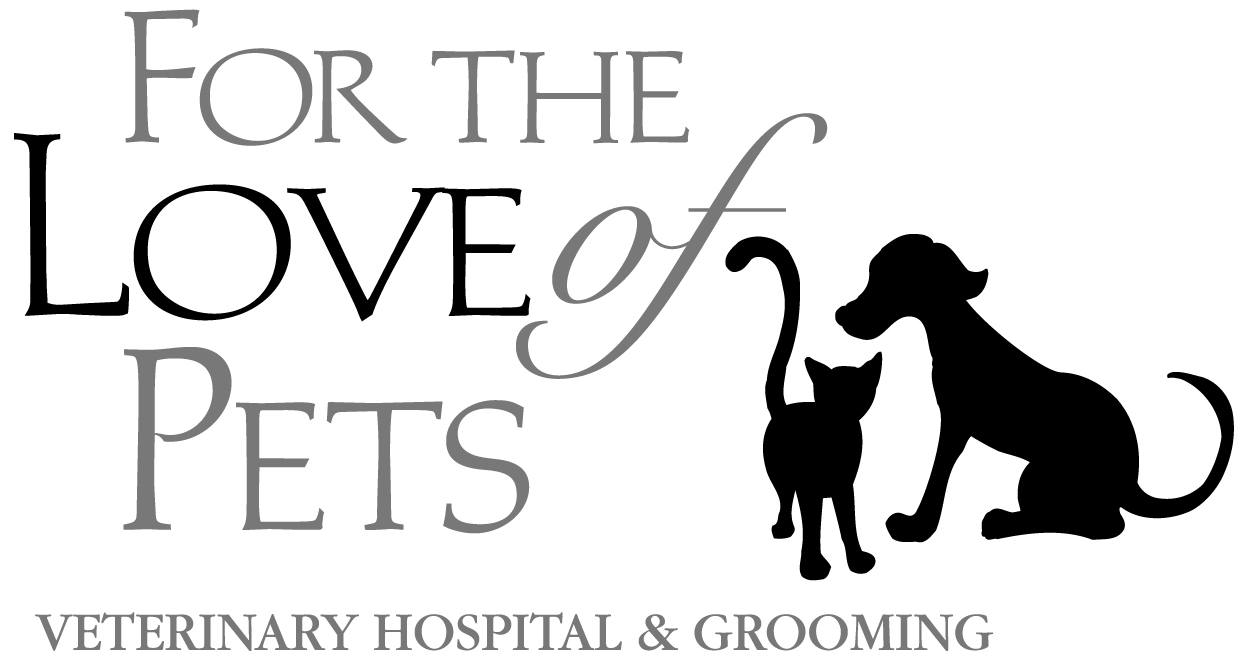 FOR THE
LOVE of
PETS
VETERINARY HOSPITAL & GROOMING